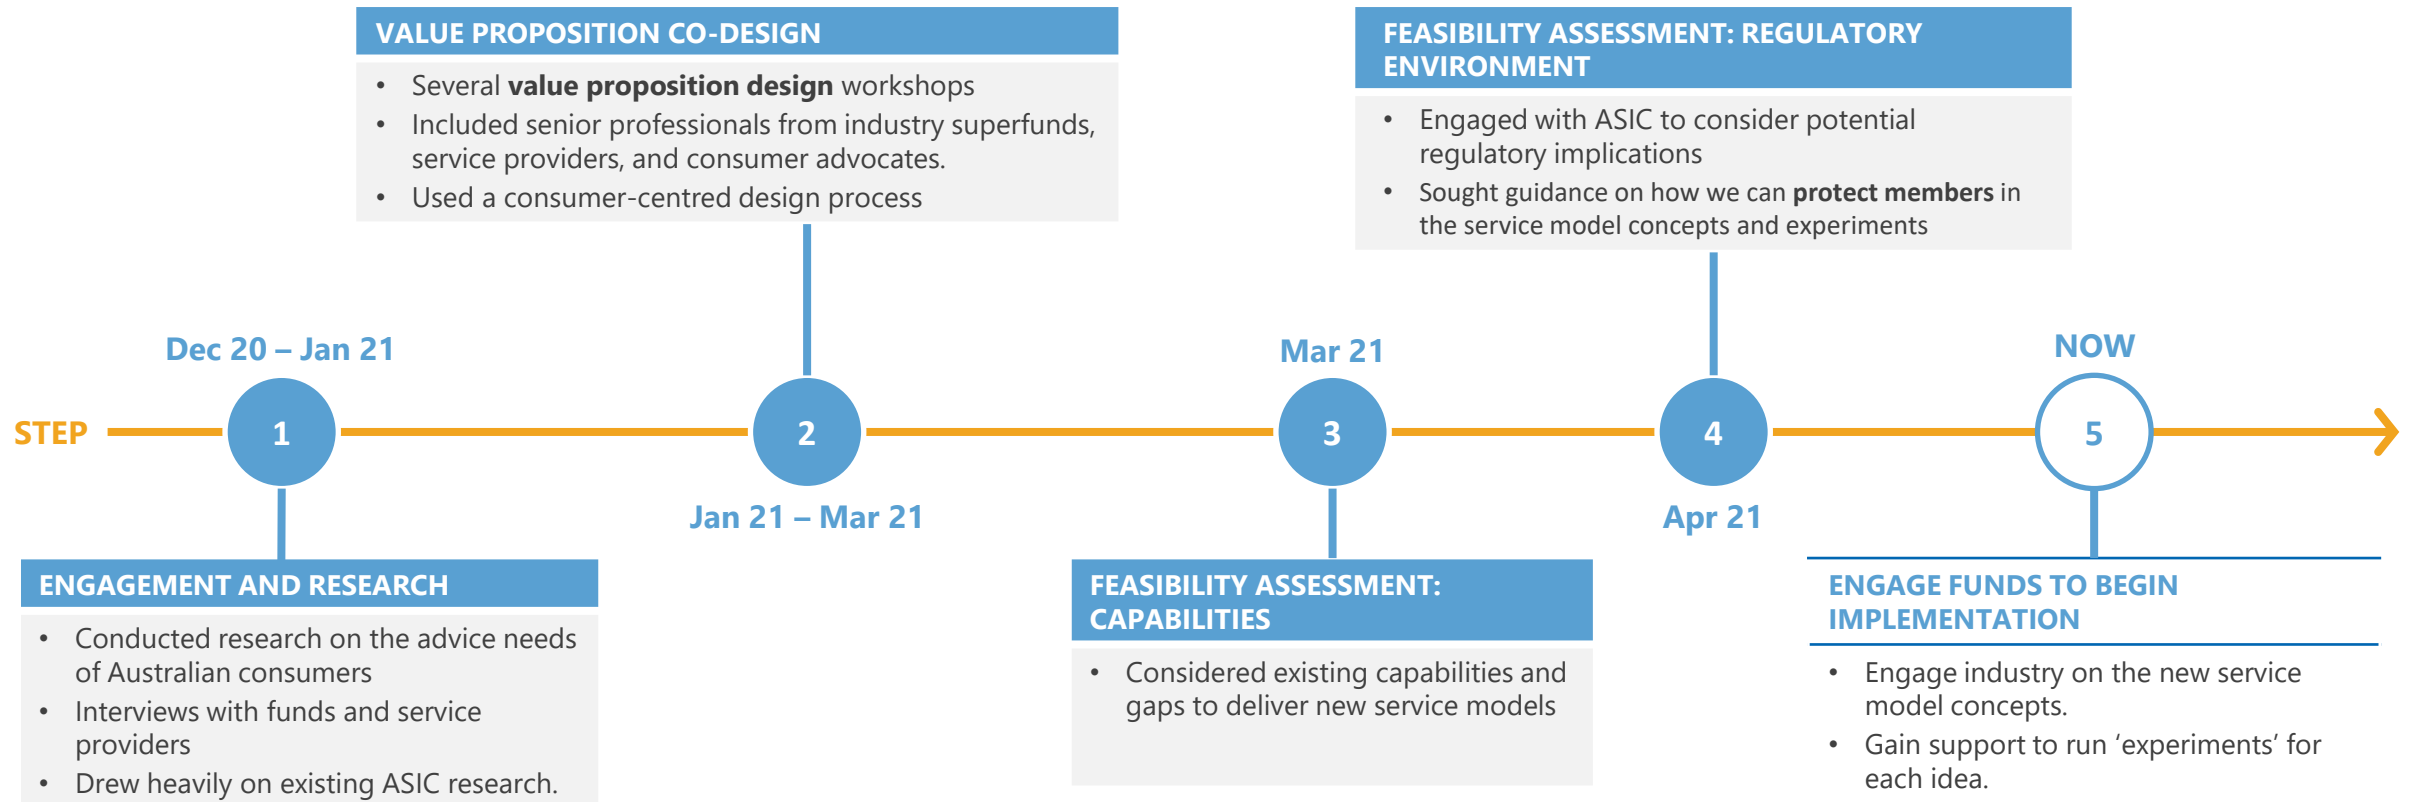 VALUE PROPOSITION CO-DESIGN
• Several value proposition design workshops
• Included senior professionals from industry superfunds,
service providers, and consumer advocates.
• Used a consumer-centred design process
FEASIBILITY ASSESSMENT: REGULATORY
ENVIRONMENT
• Engaged with ASIC to consider potential
regulatory implications
• Sought guidance on how we can protect members in
the service model concepts and experiments
Dec 20 – Jan 21
Mar 21
NOW
STEP
1
2
3
4
5
Jan 21 – Mar 21
Apr 21
ENGAGEMENT AND RESEARCH
• Conducted research on the advice needs
of Australian consumers
• Interviews with funds and service
providers
• Drew heavily on existing ASIC research.
FEASIBILITY ASSESSMENT:
CAPABILITIES
• Considered existing capabilities and
gaps to deliver new service models
ENGAGE FUNDS TO BEGIN
IMPLEMENTATION
• Engage industry on the new service
model concepts.
• Gain support to run ‘experiments’ for
each idea.